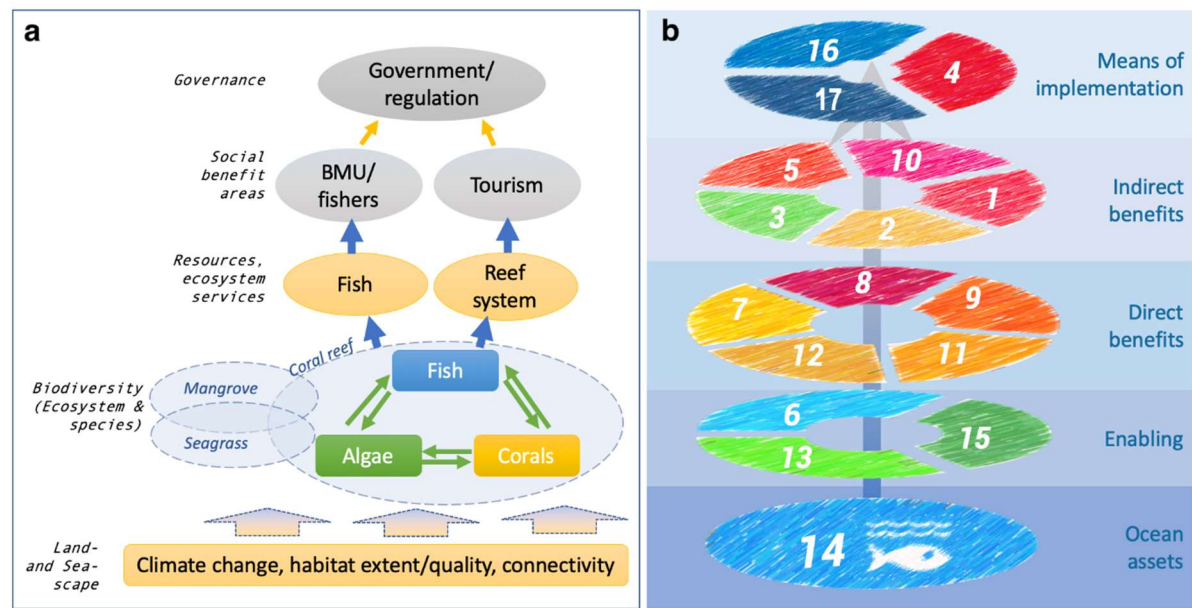 a
Governance
Government/
regulation
Social
benefit
areas
BMU/
fishers
Tourism
Resources,
ecosystem
services
Fish
Reef
system
Coral reef
Fish
Mangrove
Biodiversity
(Ecosystem &
species)
Seagrass
Algae
Corals
Land-
and Sea-
scape
Climate change, habitat extent/quality, connectivity
b
16
4
17
Means of
implementation
5
10
3
1
2
Indirect
benefits
8
7
9
12
11
Direct
benefits
6
15
13
Enabling
14
Ocean
assets